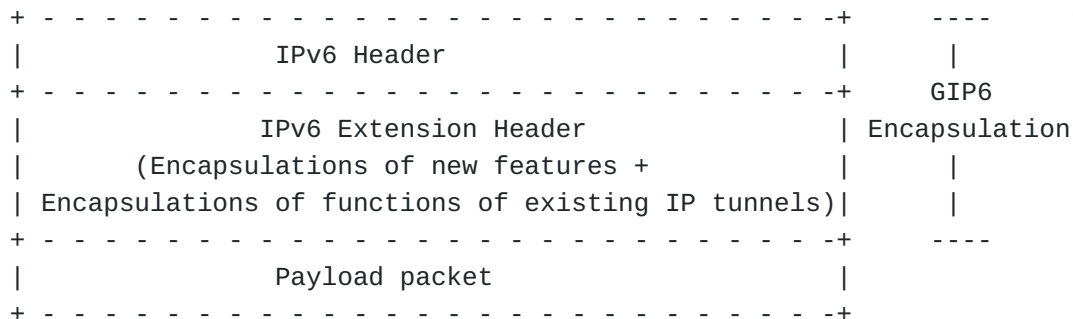 + - - - - - - - - - - - - - - - - - - - - - - - - - -+     ----
|                IPv6 Header                         |      |
+ - - - - - - - - - - - - - - - - - - - - - - - - - -+     GIP6
|               IPv6 Extension Header                | Encapsulation
|       (Encapsulations of new features +            |      |
| Encapsulations of functions of existing IP tunnels)|      |
+ - - - - - - - - - - - - - - - - - - - - - - - - - -+     ----
|                Payload packet                      |
+ - - - - - - - - - - - - - - - - - - - - - - - - - -+